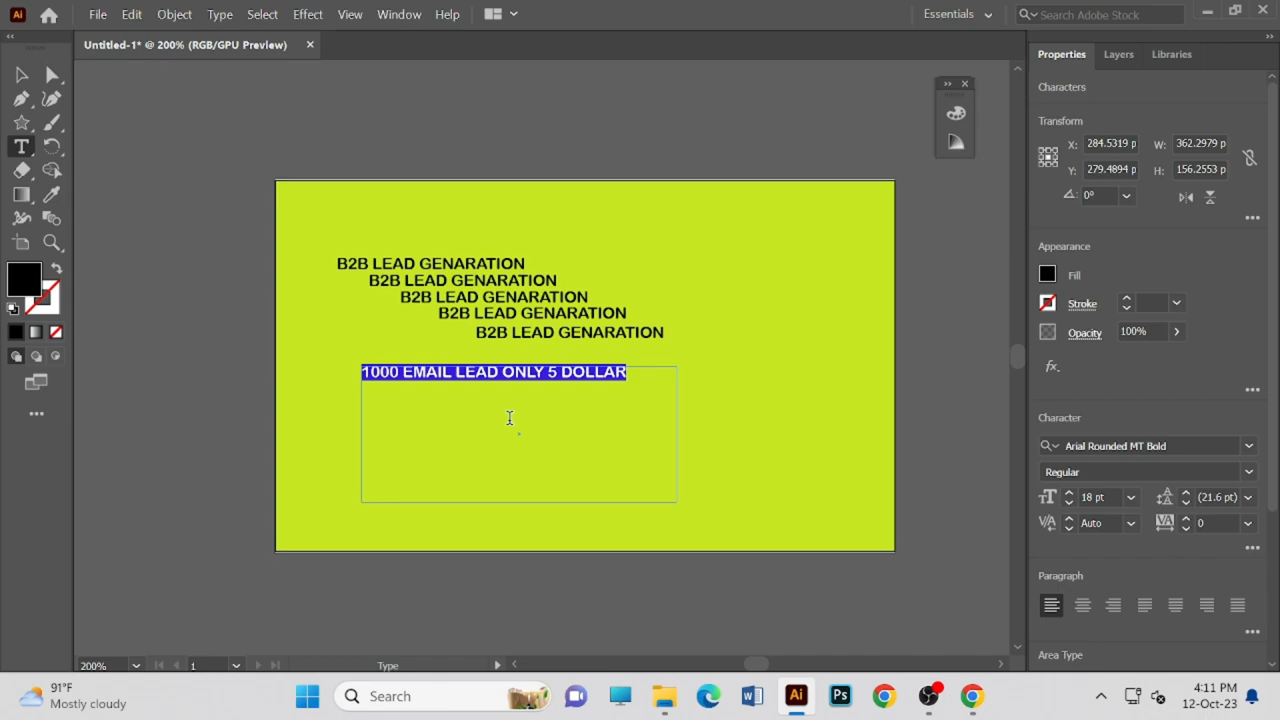 Ai File Edit Object Type Select Effect View Window Help Essentials Search Adobe Stock
Untitled-1* @ 200% (RGB/GPU Preview)
Properties Layers Libraries
Characters
Transform
X: 284.5319 p W: 362.2979 p
Y: 279.4894 p H: 156.2553 p
0°
Appearance
Fill
Stroke
Opacity 100%
fx.
Character
Arial Rounded MT Bold
Regular
18 pt (21.6 pt)
Auto 0
Paragraph
Area Type
B2B LEAD GENARATION
B2B LEAD GENARATION
B2B LEAD GENARATION
B2B LEAD GENARATION
B2B LEAD GENARATION
1000 EMAIL LEAD ONLY 5 DOLLAR
200% 1 Type
91°F
Mostly cloudy
Search
W Ai Ps
4:11 PM
12-Oct-23